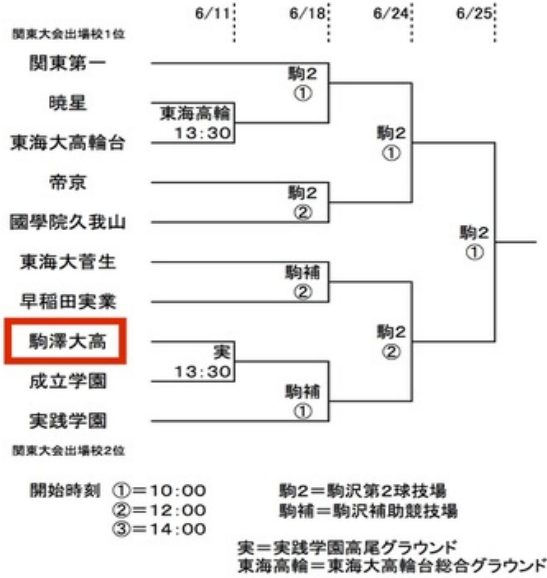 6/11 6/18 6/24 6/25
関東大会出場校1位
関東第一
駒2
①
暁星
東海高輪
13:30
東海大高輪台
駒2
①
帝京
駒2
②
國學院久我山
駒2
①
東海大菅生
駒補
②
早稲田実業
駒澤大高
実
13:30
駒2
②
成立学園
駒補
①
実践学園
関東大会出場校2位
開始時刻 ①=10:00
②=12:00
③=14:00
駒2=駒沢第2球技場
駒補=駒沢補助競技場
実=実践学園高尾グラウンド
東海高輪=東海大高輪台総合グラウンド